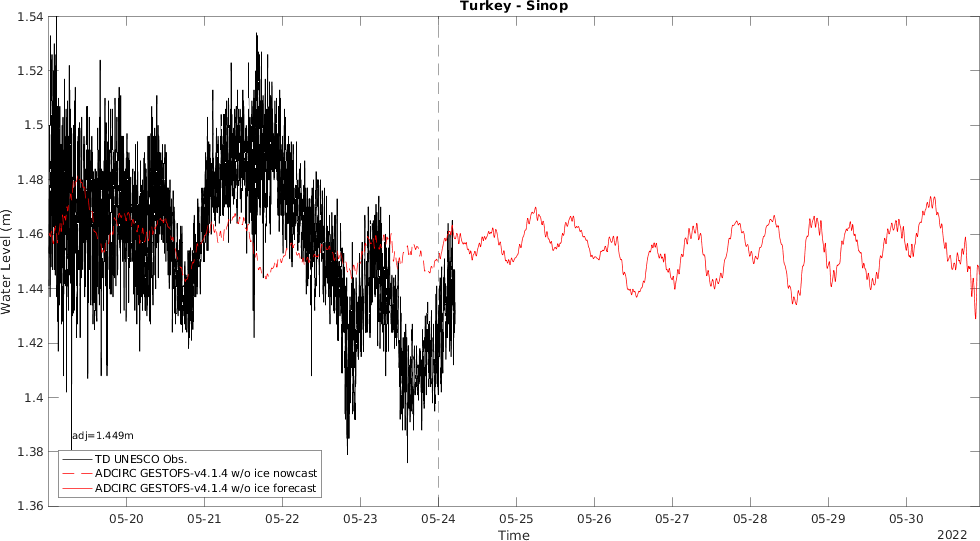 Turkey - Sinop
1.54
1.52
1.5
1.48
1.46
1.44
1.42
1.4
1.38
1.36
Water Level (m)
adj=1.449m
TD UNESCO Obs.
ADCIRC GESTOFS-v4.1.4 w/o ice nowcast
ADCIRC GESTOFS-v4.1.4 w/o ice forecast
05-20 05-21 05-22 05-23 05-24 05-25 05-26 05-27 05-28 05-29 05-30
Time
2022